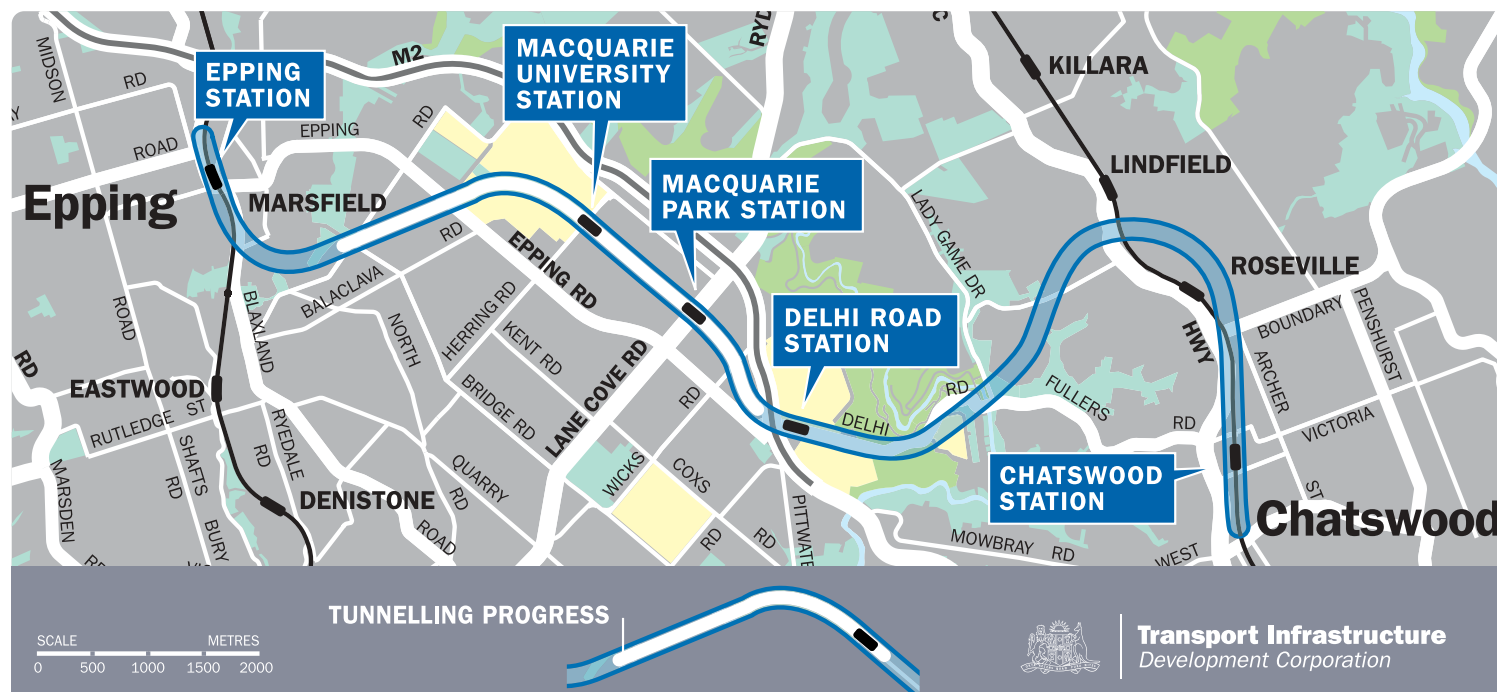 MIDSON
RD
M2
RYD
C
KILLARA
EPPING
STATION
MACQUARIE
UNIVERSITY
STATION
RD
EPPING
ROAD
LINDFIELD
Epping
MARSFIELD
MACQUARIE
PARK STATION
LADY GAME DR
RD
EPPING RD
BALACLAVA
ROSEVILLE
ROAD
BLAXLAND
NORTH
HERRING RD
KENT RD
DELHI ROAD
STATION
HWY
BOUNDARY
PENSHURST
RD
EASTWOOD
BRIDGE RD
LANE COVE RD
RD
RD
FULLERS
ARCHER
RUTLEDGE ST
SHAFTS
RD
RYEDALE
RD
DELHI
RD
VICTORIA
MARSDEN
DENISTONE
QUARRY
RD
WICKS
COXS
CHATSWOOD
STATION
ST
Chatswood
BURY
ROAD
RD
RD
PITTWATE
MOWBRAY RD
WEST
TUNNELLING PROGRESS
SCALE METRES
0 500 1000 1500 2000
Transport Infrastructure
Development Corporation